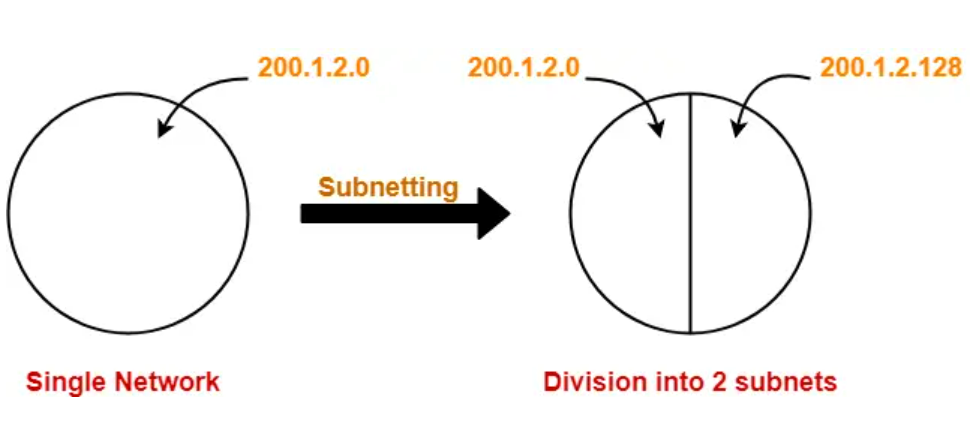 200.1.2.0
200.1.2.0
200.1.2.128
Subnetting
Single Network
Division into 2 subnets